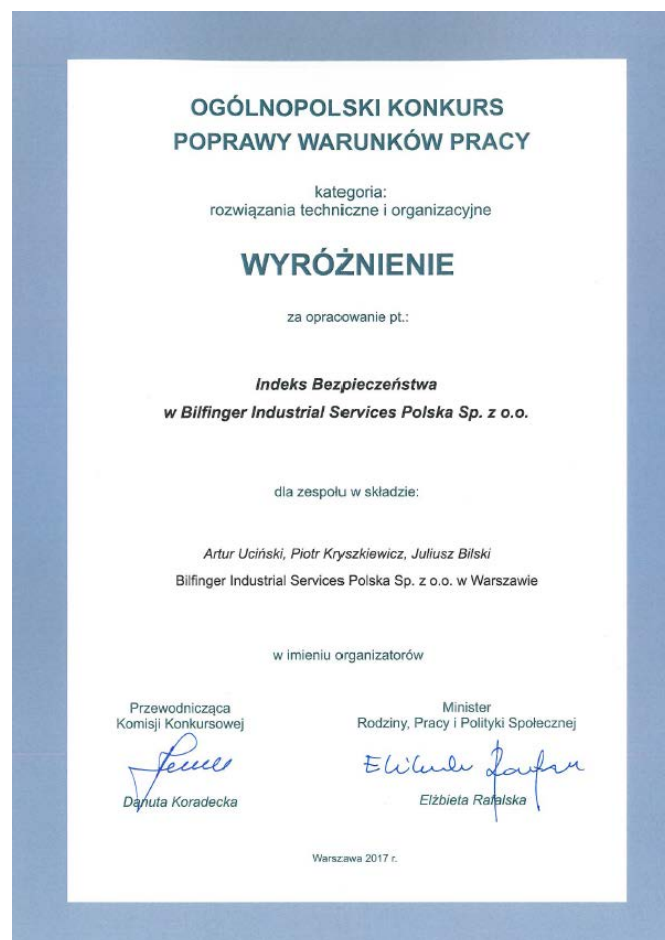 OGÓLNOPOLSKI KONKURS
POPRAWY WARUNKÓW PRACY
kategoria:
rozwiązania techniczne i organizacyjne
WYRÓŻNIENIE
za opracowanie pt.:
Indeks Bezpieczeństwa
w Bilfinger Industrial Services Polska Sp. z o.o.
dla zespołu w składzie:
Artur Uciński, Piotr Kryszkiewicz, Juliusz Bilski
Bilfinger Industrial Services Polska Sp. z o.o. w Warszawie
w imieniu organizatorów
Przewodnicząca
Komisji Konkursowej
Danuta Koradecka
Minister
Rodziny, Pracy i Polityki Społecznej
Elżbieta Rafalska
Warszawa 2017 r.